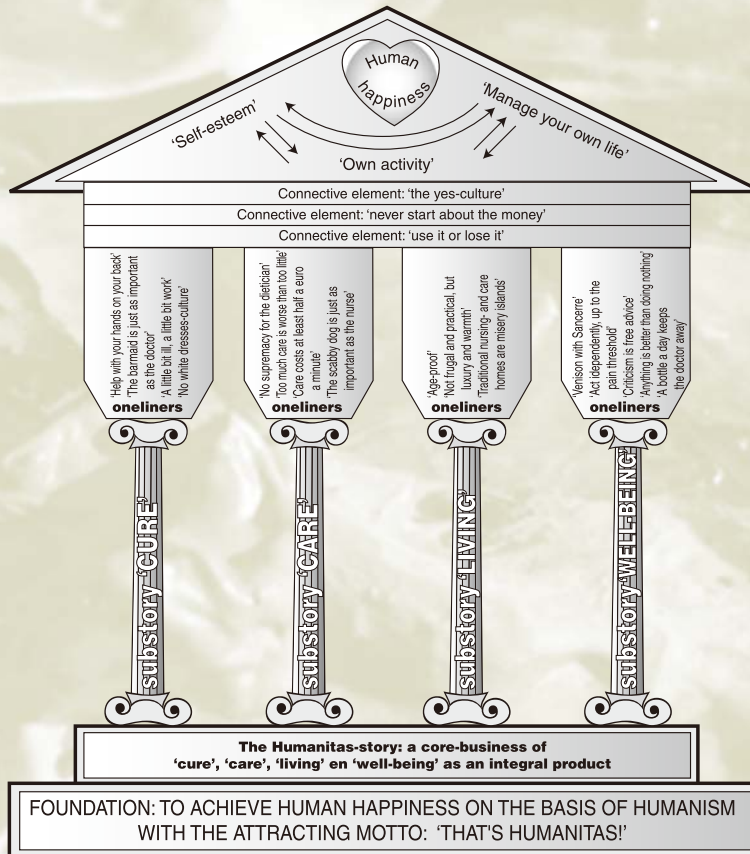 Human
happiness
'Self-esteem'
'Manage your own life'
'Own activity'
Connective element: 'the yes-culture'
Connective element: 'never start about the money'
Connective element: 'use it or lose it'
'Help with your hands on your back'
'The barmaid is just as important
as the doctor'
'A little bit ill, a little bit work'
'No white dresses-culture'
oneliners
'No supremacy for the dietician'
'Too much care is worse than too little'
'Care costs at least half a euro
a minute'
'The scabby dog is just as
important as the nurse'
oneliners
'Age-proof'
'Not frugal and practical, but
luxury and warmth'
'Traditional nursing- and care
homes are misery islands'
oneliners
'Venison with Sancerre'
'Act idependently, up to the
pain threshold'
'Criticism is free advice'
'Anything is better than doing nothing'
'A bottle a day keeps
the doctor away'
oneliners
substory 'CURE'
substory 'CARE'
substory 'LIVING'
substory 'WELL-BEING'
The Humanitas-story: a core-business of
'cure', 'care', 'living' en 'well-being' as an integral product
FOUNDATION: TO ACHIEVE HUMAN HAPPINESS ON THE BASIS OF HUMANISM
WITH THE ATTRACTING MOTTO: 'THAT'S HUMANITAS!'